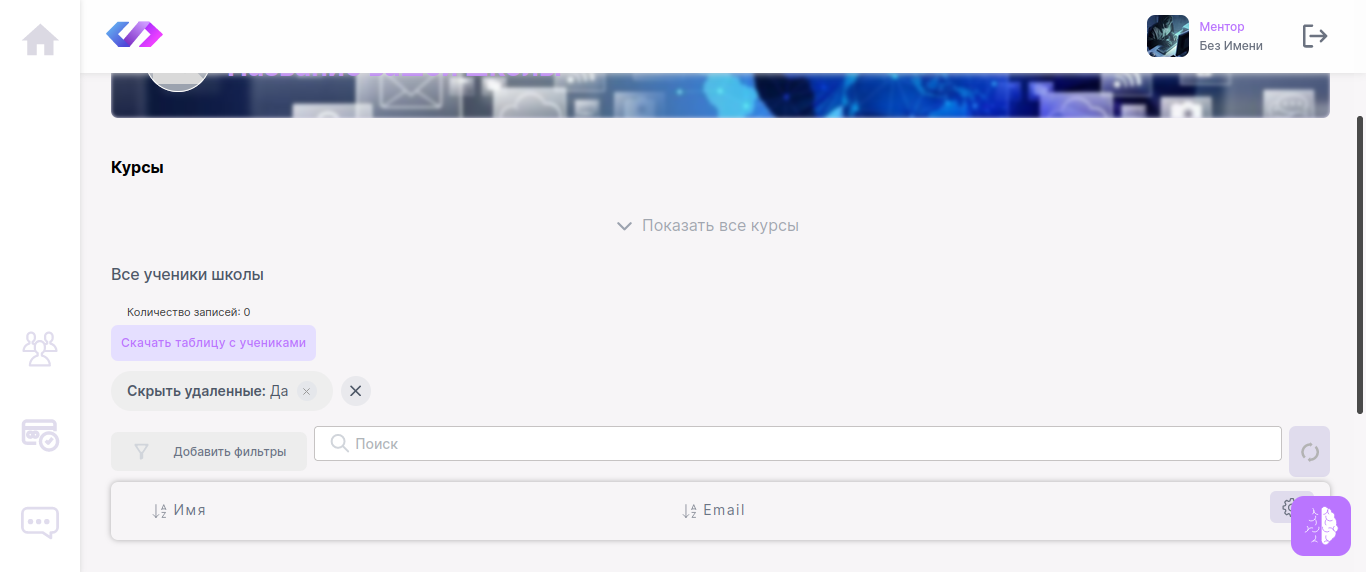 Ментор
Без Имени
Курсы
Показать все курсы
Все ученики школы
Количество записей: 0
Скачать таблицу с учениками
Скрыть удаленные: Да
Добавить фильтры
Поиск
Имя
Email